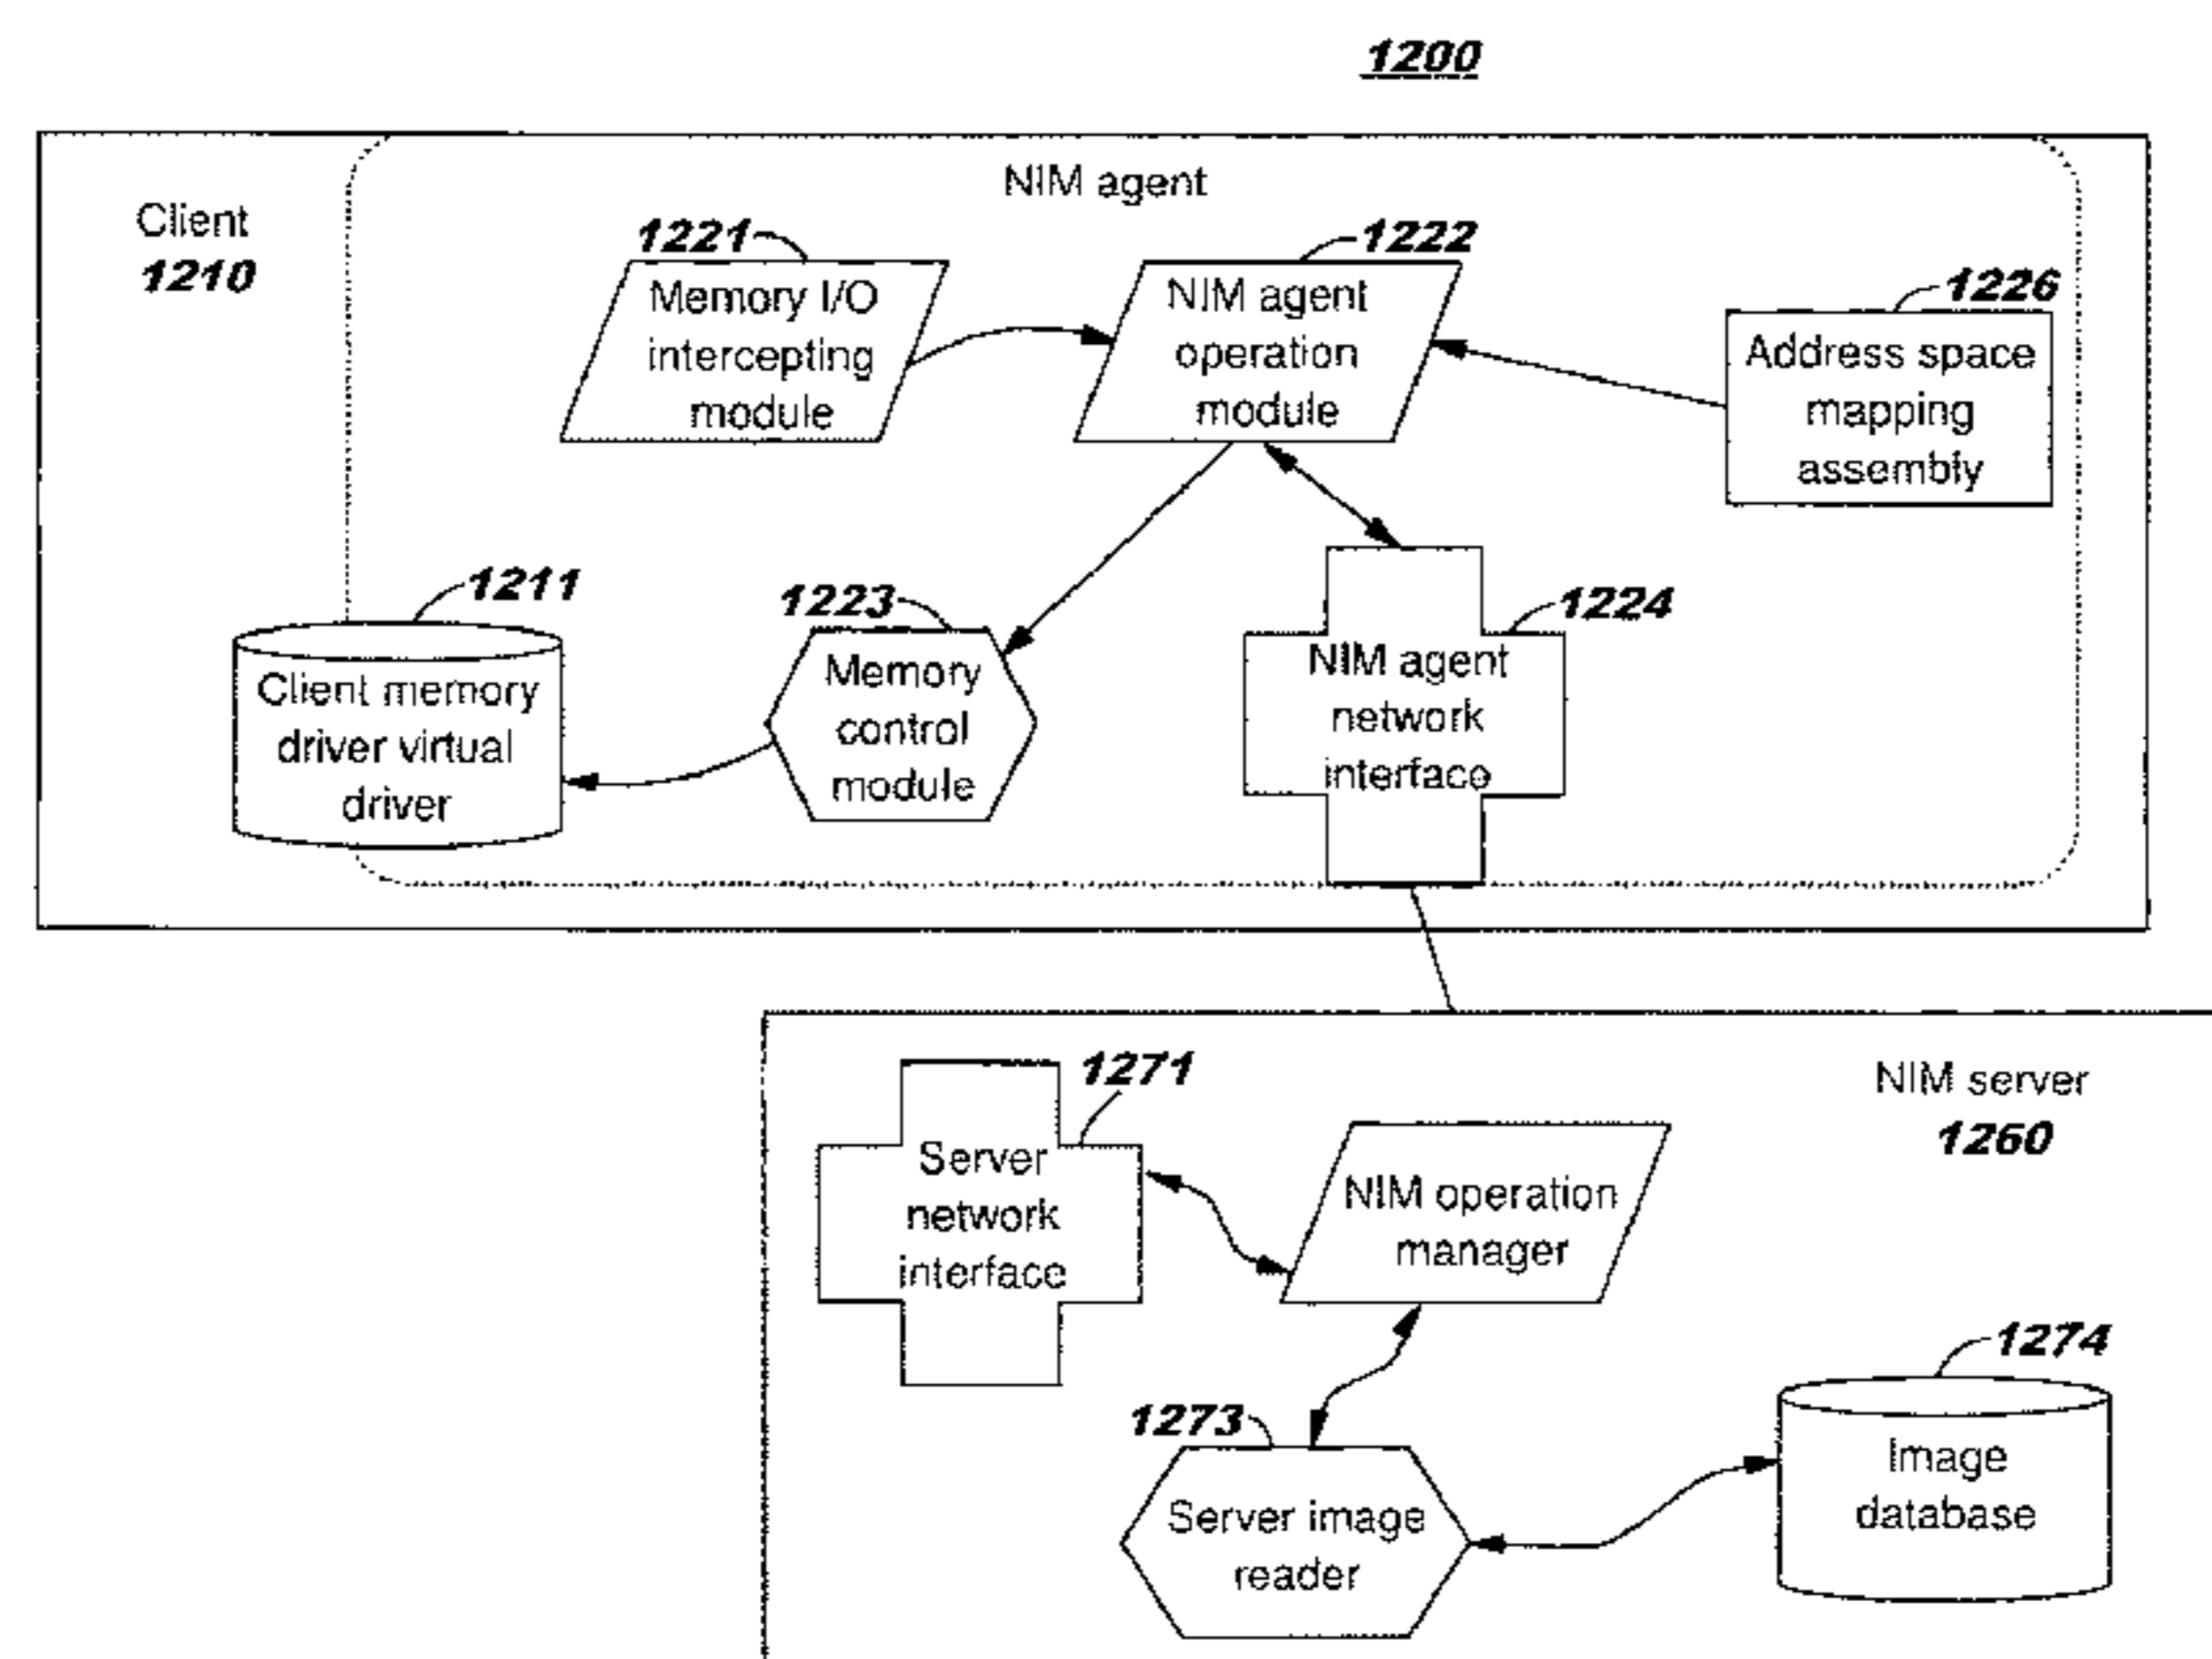 1200
NIM agent
Client
1210
1221
1222
1226
Memory I/O
intercepting
module
NIM agent
operation
module
Address space
mapping
assembly
1211
1223
1224
Client memory
driver virtual
driver
Memory
control
module
NIM agent
network
interface
NIM server
1260
1271
Server
network
interface
NIM operation
manager
1273
1274
Server image
reader
Image
database